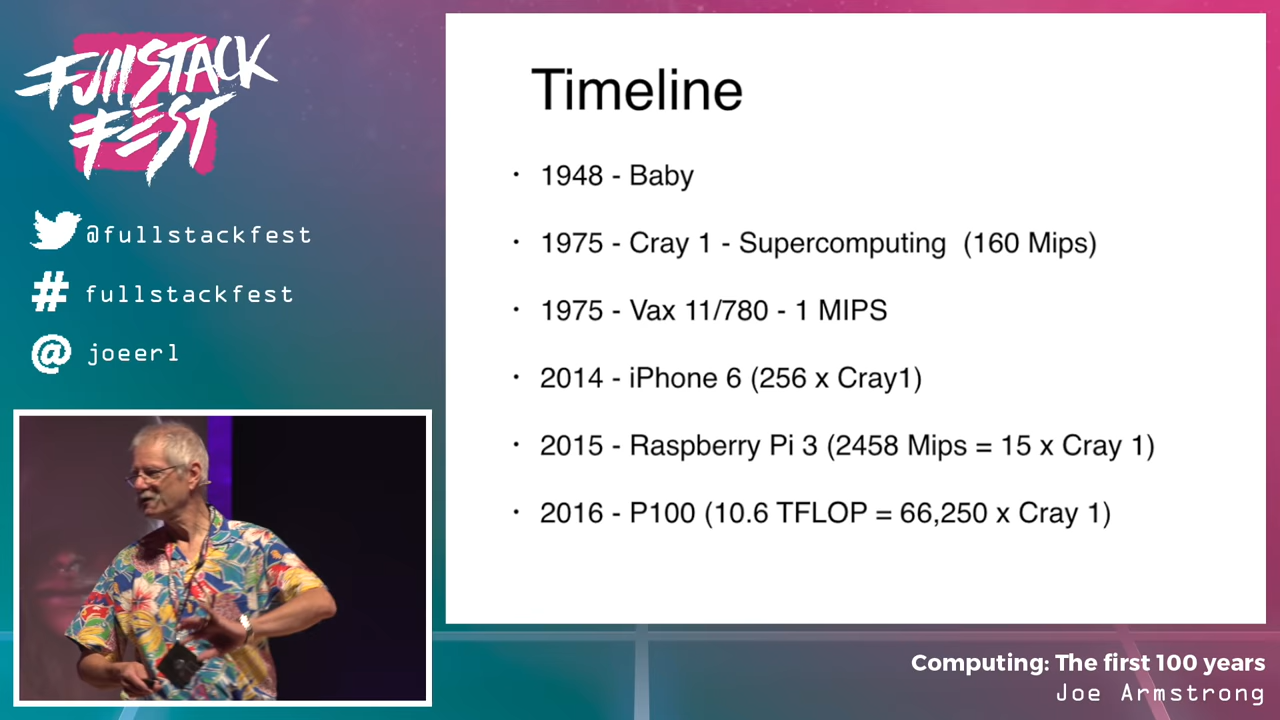 FullSTACK
FEST
@fullstackfest
# fullstackfest
@ joeerl
Timeline
· 1948 - Baby
· 1975 - Cray 1 - Supercomputing (160 Mips)
· 1975 - Vax 11/780 - 1 MIPS
· 2014 - iPhone 6 (256 x Cray1)
· 2015 - Raspberry Pi 3 (2458 Mips = 15 x Cray 1)
· 2016 - P100 (10.6 TFLOP = 66,250 x Cray 1)
Computing: The first 100 years
Joe Armstrong